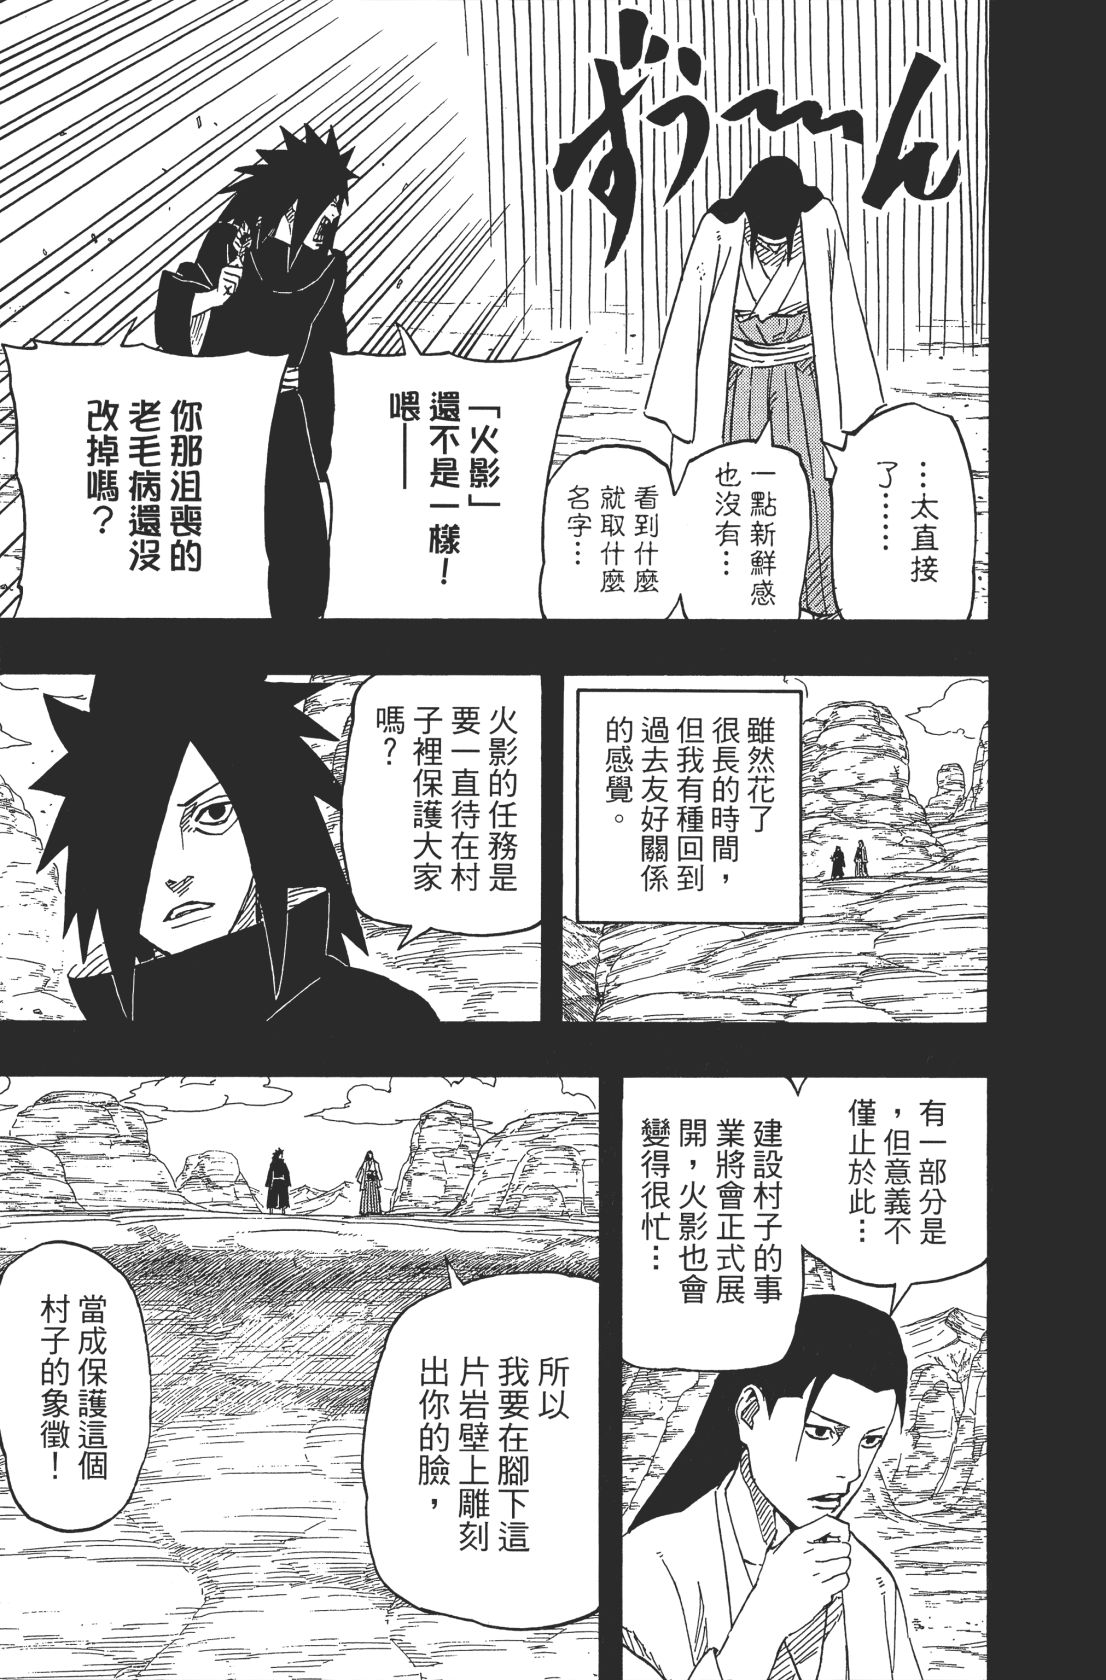 ずう〜〜ん
…太直接
了……
一點新鮮感
也沒有…
看到什麼
就取什麼
名字…
「火影」
還不是一樣！
喂——
你那沮喪的
老毛病還沒
改掉嗎？
雖然花了
很長的時間，
但我有種回到
過去友好關係
的感覺。
火影的任務是
要一直待在村
子裡保護大家
嗎？
有一部分是
，但意義不
僅止於此…
建設村子的事
業將會正式展
開，火影也會
變得很忙…
所以
我要在腳下這
片岩壁上雕刻
出你的臉，
當成保護這個
村子的象徵！